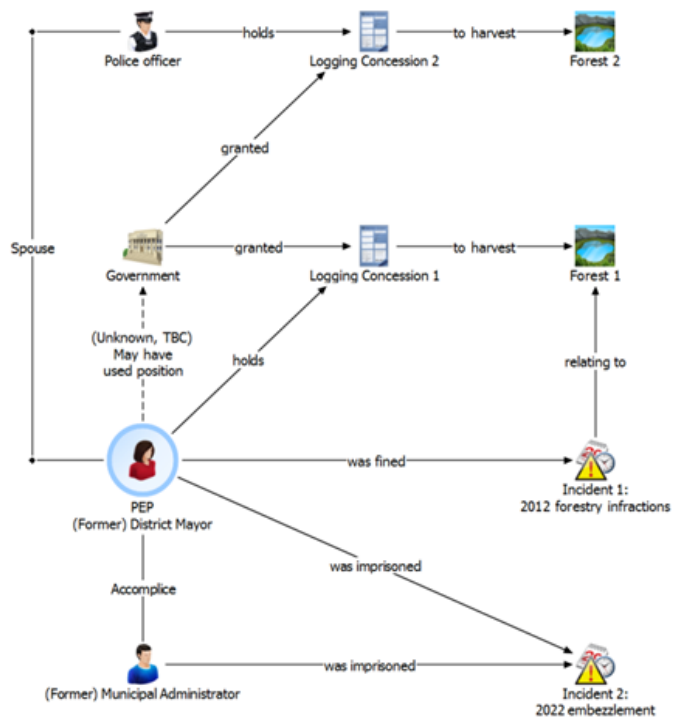 holds
to harvest
Police officer
Logging Concession 2
Forest 2
granted
Spouse
granted
to harvest
Government
Logging Concession 1
Forest 1
(Unknown, TBC)
May have
used position
holds
relating to
was fined
PEP
(Former) District Mayor
Incident 1:
2012 forestry infractions
was imprisoned
Accomplice
was imprisoned
(Former) Municipal Administrator
Incident 2:
2022 embezzlement